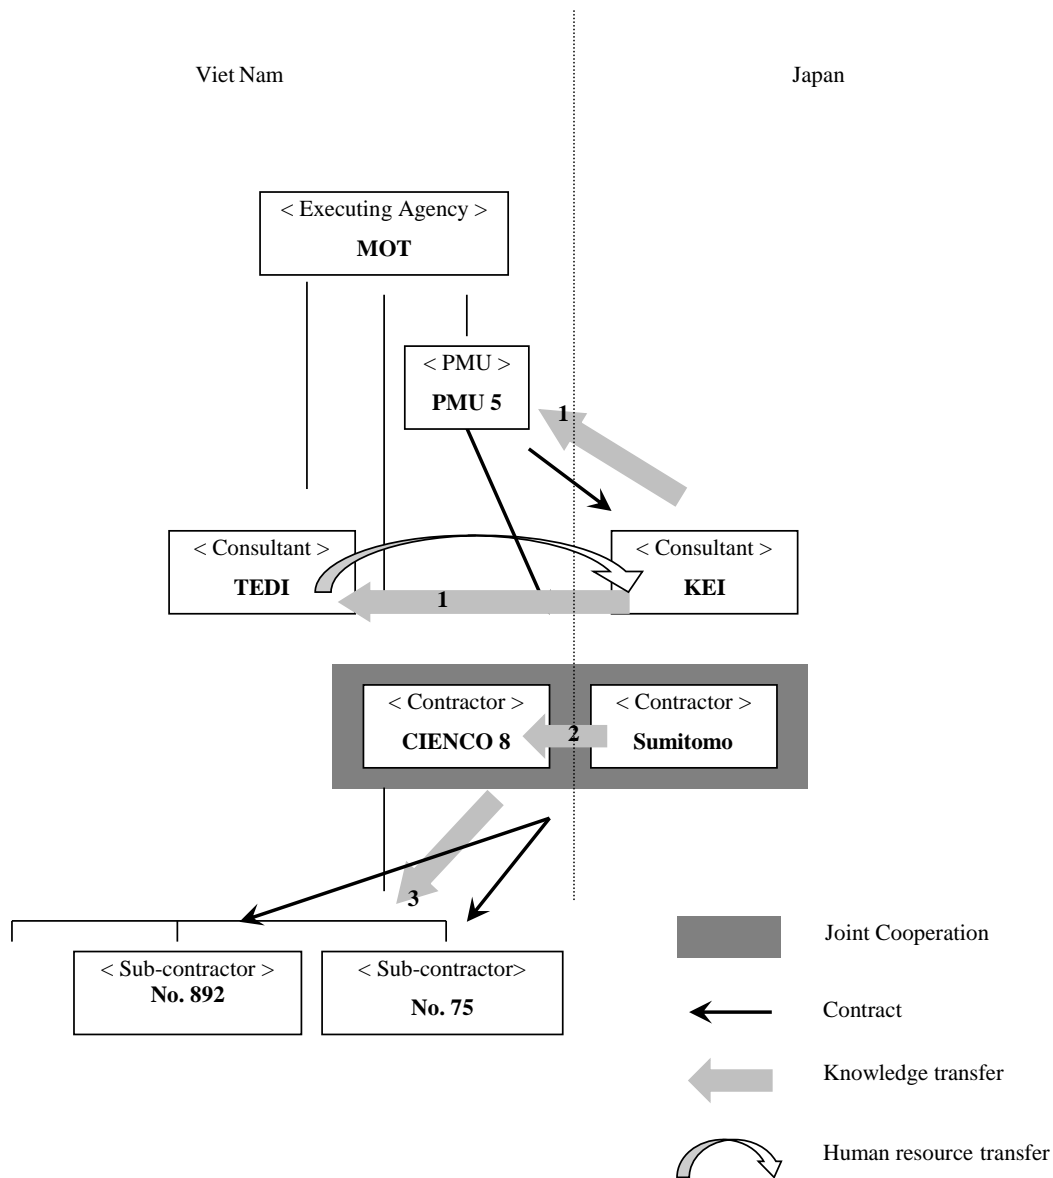 Viet Nam
Japan
< Executing Agency >
MOT
< PMU >
PMU 5
1
< Consultant >
TEDI
< Consultant >
KEI
1
< Contractor >
CIENCO 8
2
< Contractor >
Sumitomo
3
< Sub-contractor >
No. 892
< Sub-contractor>
No. 75
Joint Cooperation
Contract
Knowledge transfer
Human resource transfer